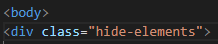 <body>
<div class="hide-elements">